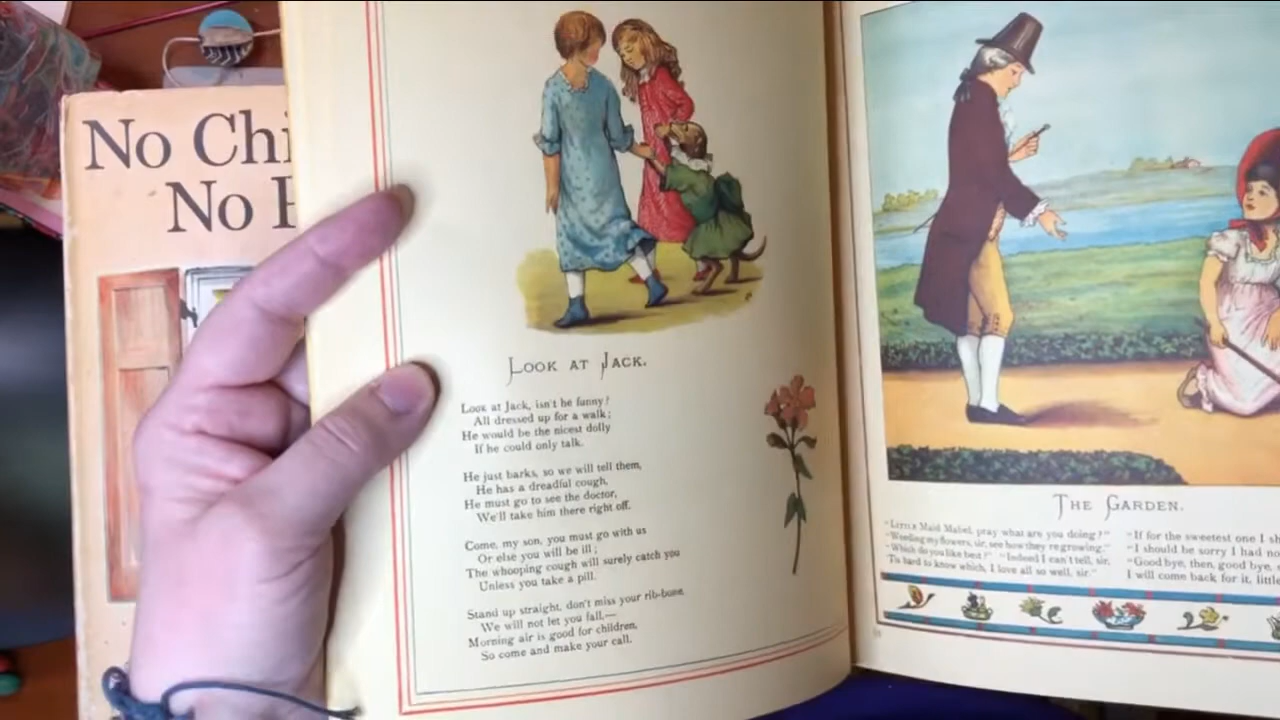 No Chi
No
LOOK AT JACK.
Look at Jack, isn't he funny?
All dressed up for a walk;
He would be the nicest dolly
If he could only talk.
He just barks, so we will tell them,
He has a dreadful cough,
He must go to see the doctor,
We'll take him there right off.
Come, my son, you must go with us
Or else you will be ill;
The whooping cough will surely catch you
Unless you take a pill.
Stand up straight, don't miss your rib-bone,
We will not let you fall,—
Morning air is good for children,
So come and make your call.
THE GARDEN.
"LITTLE Maid Mabel, pray what are you doing?"
"Weeding my flowers, sir, see how they're growing."
"Which do you like best?" "Indeed I can't tell, sir,
'Tis hard to know which, I love all so well, sir."
"If for the sweetest one I sh
"I should be sorry I had no
"Good bye, then, good bye,
I will come back for it, littl